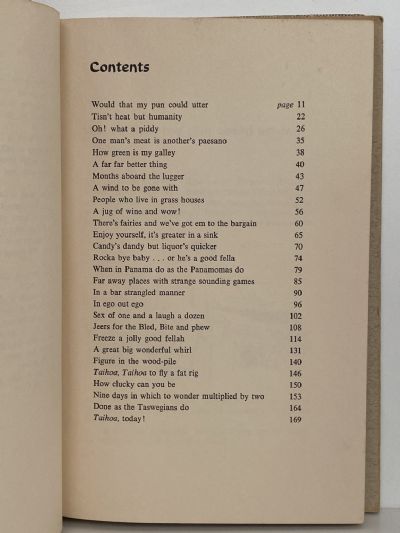 Contents
Would that my pun could utter page 11
Tisn't heat but humanity 22
Oh! what a piddy 26
One man's meat is another's paesano 35
How green is my galley 38
A far far better thing 40
Months aboard the lugger 43
A wind to be gone with 47
People who live in grass houses 52
A jug of wine and wow! 56
There's fairies and we've got em to the bargain 60
Enjoy yourself, it's greater in a sink 65
Candy's dandy but liquor's quicker 70
Rocka bye baby . . . or he's a good fella 74
When in Panama do as the Panamomas do 79
Far away places with strange sounding games 85
In a bar strangled manner 90
In ego out ego 96
Sex of one and a laugh a dozen 102
Jeers for the Bled, Bite and phew 108
Freeze a jolly good fellah 114
A great big wonderful whirl 131
Figure in the wood-pile 140
Taihoa, Taihoa to fly a fat rig 146
How clucky can you be 150
Nine days in which to wonder multiplied by two 153
Done as the Taswegians do 164
Taihoa, today! 169